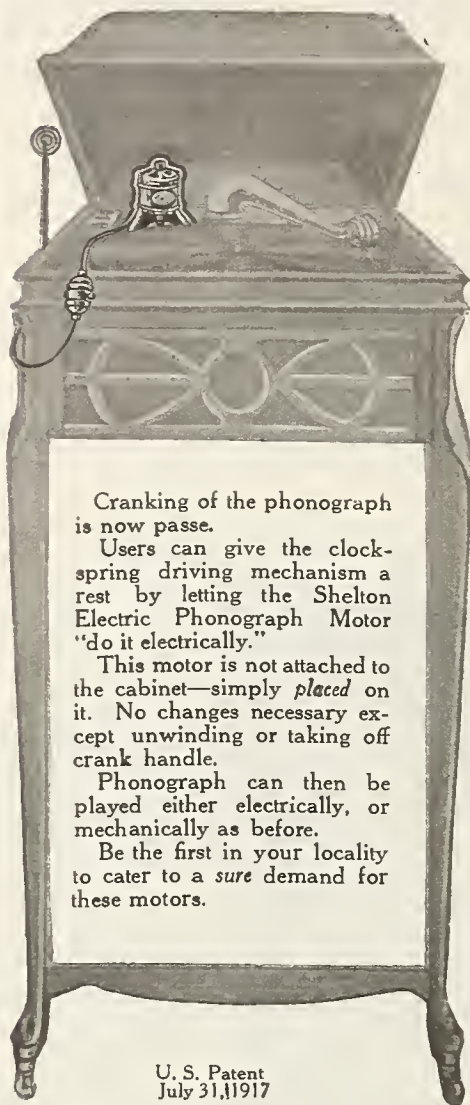 Cranking of the phonograph
is now passe.
Users can give the clock-
spring driving mechanism a
rest by letting the Shelton
Electric Phonograph Motor
"do it electrically."
This motor is not attached to
the cabinet—simply placed on
it. No changes necessary ex-
cept unwinding or taking off
crank handle.
Phonograph can then be
played either electrically, or
mechanically as before.
Be the first in your locality
to cater to a sure demand for
these motors.
U. S. Patent
July 31, 1917